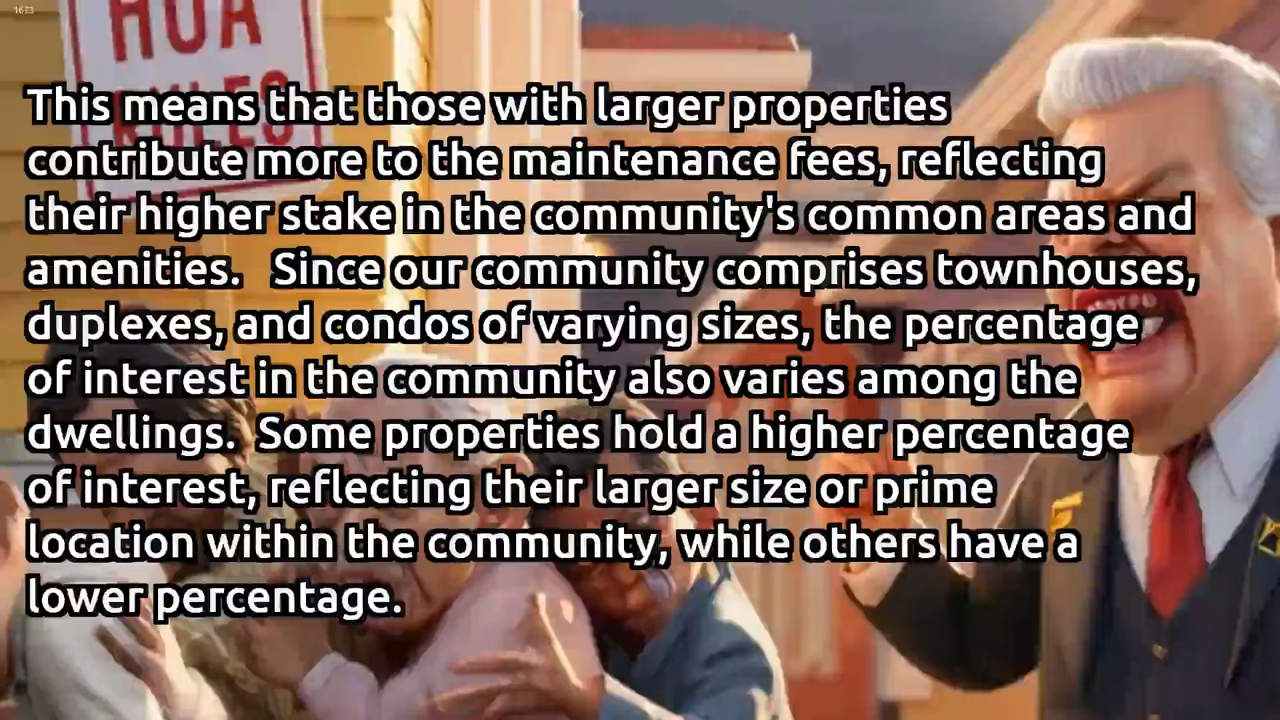 1673
HOA
RULES
This means that those with larger properties
contribute more to the maintenance fees, reflecting
their higher stake in the community's common areas and
amenities.   Since our community comprises townhouses,
duplexes, and condos of varying sizes, the percentage
of interest in the community also varies among the
dwellings.  Some properties hold a higher percentage
of interest, reflecting their larger size or prime
location within the community, while others have a
lower percentage.